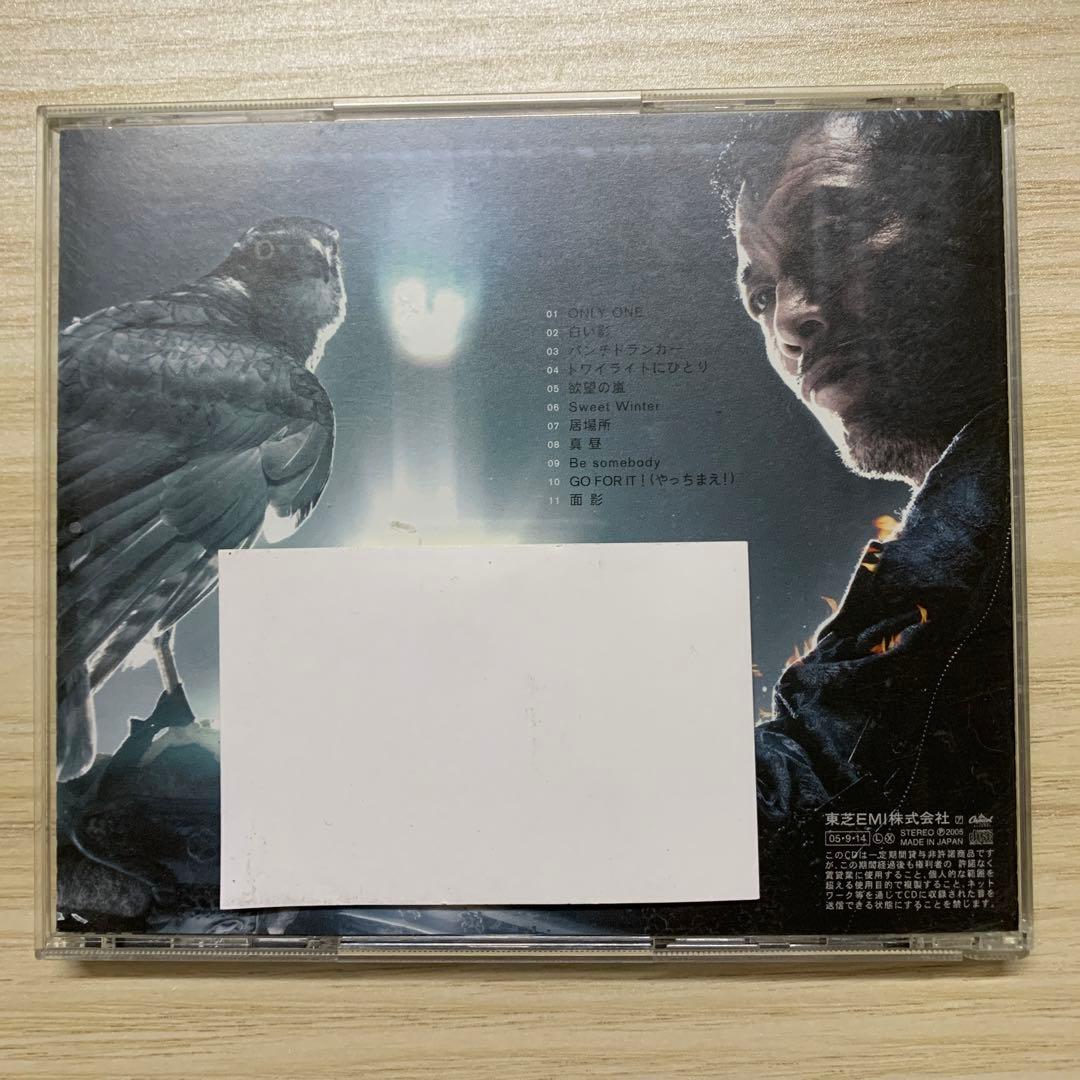 01 ONLY ONE
02 白い影
03 パンチドランカー
04 トワイライトにひとり
05 欲望の嵐
06 Sweet Winter
07 居場所
08 真昼
09 Be somebody
10 GO FOR IT!(やっちまえ!)
11 面影
東芝EMI株式会社 Capitol
05・9・14 L X STEREO Ⓟ2005 MADE IN JAPAN
このCDは一定期間貸与非許諾商品です
が、この期間経過後も権利者の 許諾なく
賃貸業に使用すること、個人的な範囲を
超える使用目的で複製すること、ネット
ワーク等を通じてCDに収録された音を
送信できる状態にすることを禁じます。